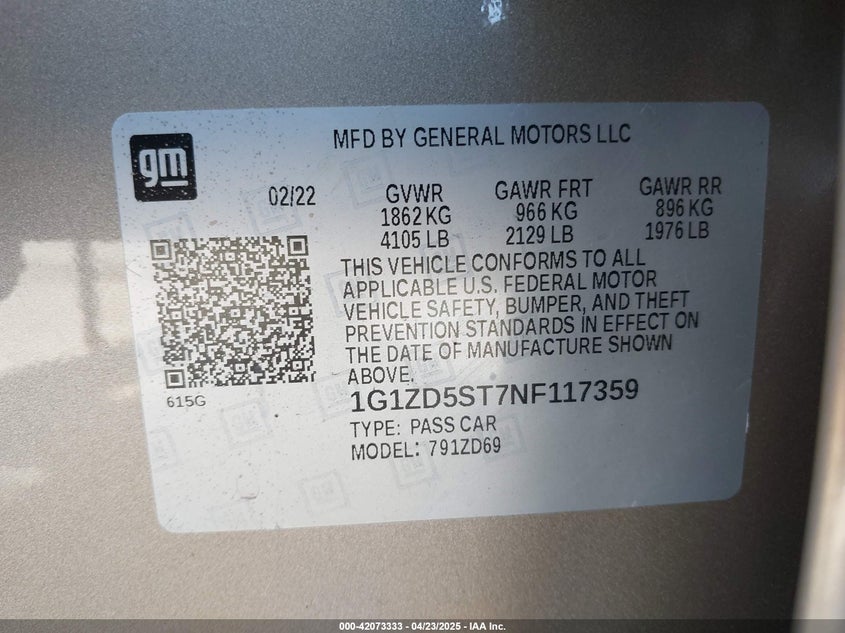 gm
MFD BY GENERAL MOTORS LLC
02/22
GVWR GAWR FRT GAWR RR
1862 KG 966 KG 896 KG
4105 LB 2129 LB 1976 LB
THIS VEHICLE CONFORMS TO ALL
APPLICABLE U.S. FEDERAL MOTOR
VEHICLE SAFETY, BUMPER, AND THEFT
PREVENTION STANDARDS IN EFFECT ON
THE DATE OF MANUFACTURE SHOWN
ABOVE.
615G
1G1ZD5ST7NF117359
TYPE: PASS CAR
MODEL: 791ZD69
000-42073333 / 04/23/2025 - IAA Inc.